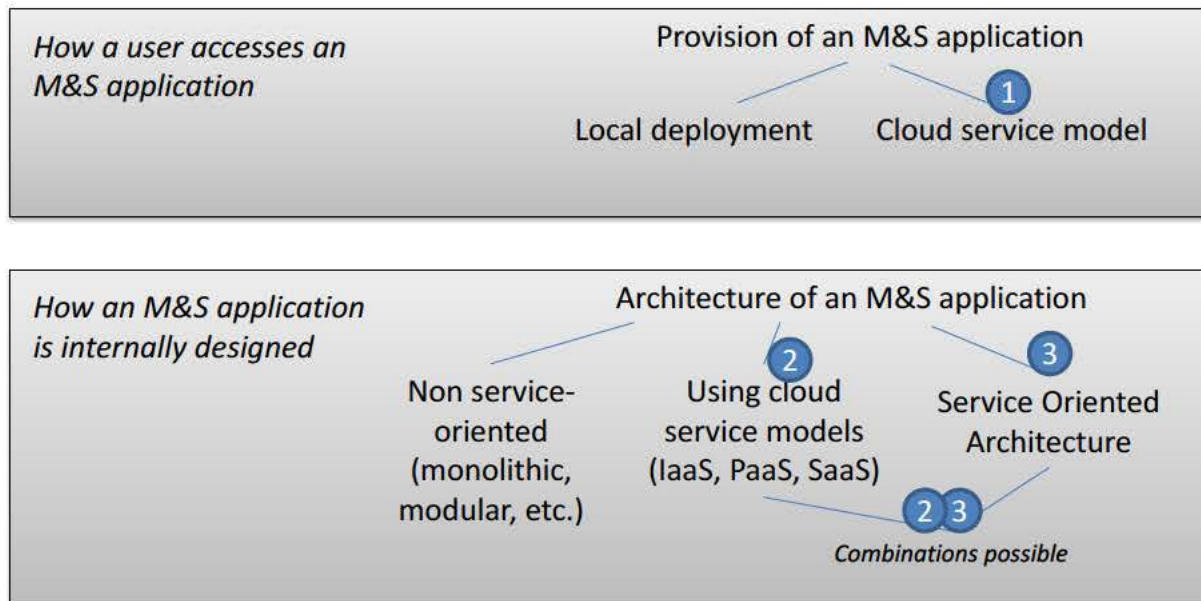 How a user accesses an
M&S application
Provision of an M&S application
1
Local deployment
Cloud service model
How an M&S application
is internally designed
Architecture of an M&S application
2
3
Non service-
oriented
(monolithic,
modular, etc.)
Using cloud
service models
(IaaS, PaaS, SaaS)
Service Oriented
Architecture
2 3
Combinations possible